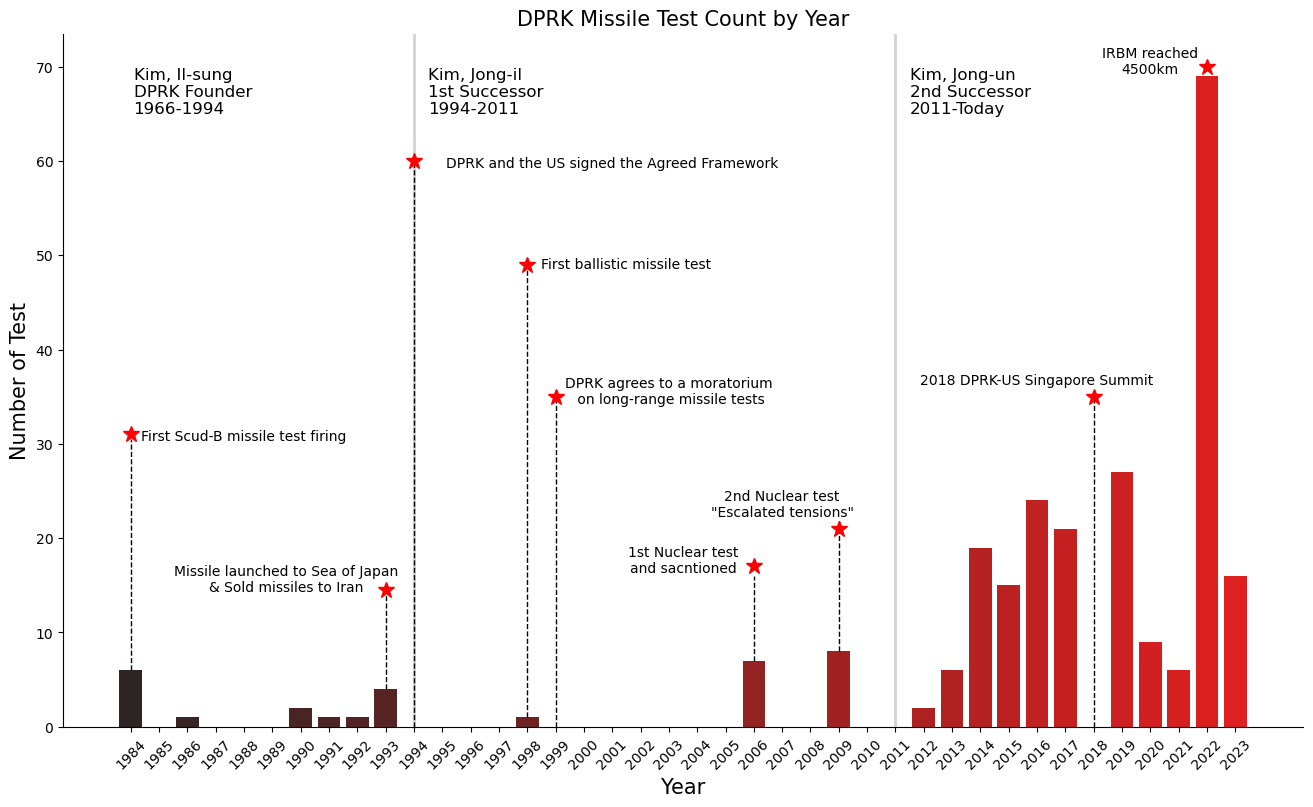 DPRK Missile Test Count by Year
Kim, Il-sung
DPRK Founder
1966-1994
Kim, Jong-il
1st Successor
1994-2011
Kim, Jong-un
2nd Successor
2011-Today
IRBM reached
4500km
DPRK and the US signed the Agreed Framework
First ballistic missile test
DPRK agrees to a moratorium
on long-range missile tests
2018 DPRK-US Singapore Summit
First Scud-B missile test firing
2nd Nuclear test
"Escalated tensions"
1st Nuclear test
and sacntioned
Missile launched to Sea of Japan
& Sold missiles to Iran
Number of Test
70
60
50
40
30
20
10
0
1984
1985
1986
1987
1988
1989
1990
1991
1992
1993
1994
1995
1996
1997
1998
1999
2000
2001
2002
2003
2004
2005
2006
2007
2008
2009
2010
2011
2012
2013
2014
2015
2016
2017
2018
2019
2020
2021
2022
2023
Year